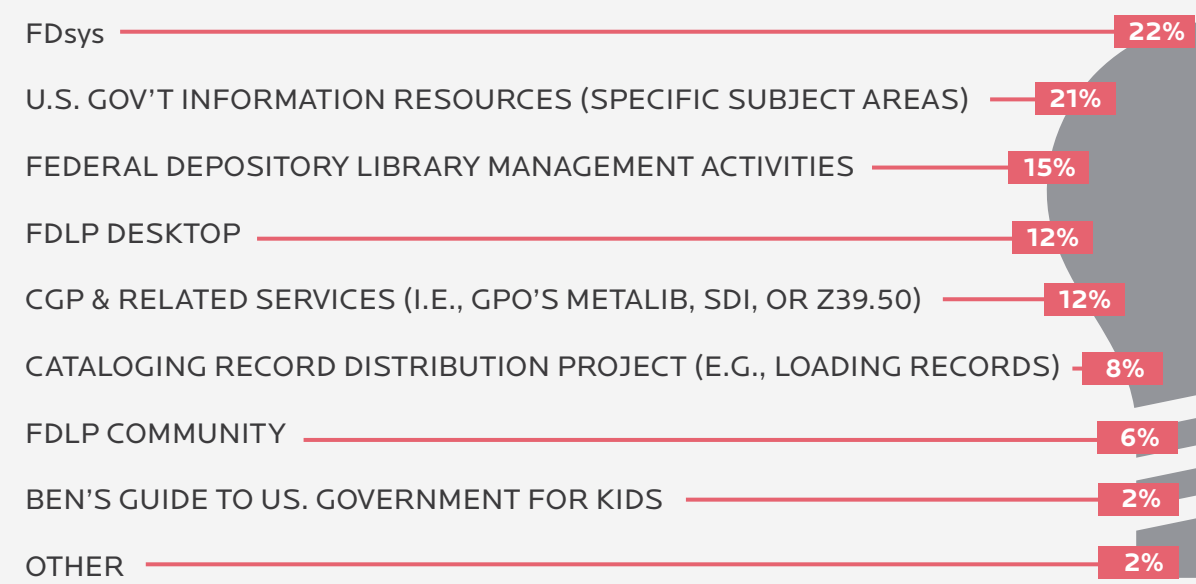 FDsys 22%
U.S. GOV'T INFORMATION RESOURCES (SPECIFIC SUBJECT AREAS) 21%
FEDERAL DEPOSITORY LIBRARY MANAGEMENT ACTIVITIES 15%
FDLP DESKTOP 12%
CGP & RELATED SERVICES (I.E., GPO'S METALIB, SDI, OR Z39.50) 12%
CATALOGING RECORD DISTRIBUTION PROJECT (E.G., LOADING RECORDS) 8%
FDLP COMMUNITY 6%
BEN'S GUIDE TO US. GOVERNMENT FOR KIDS 2%
OTHER 2%